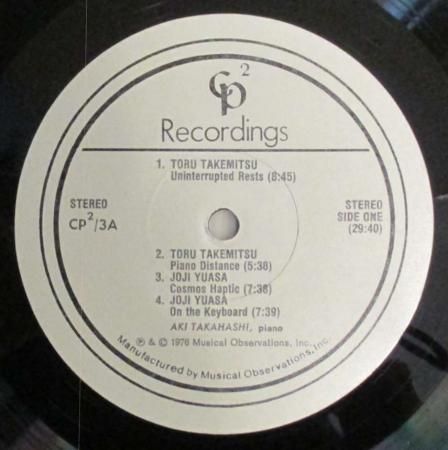 CP²
Recordings
1. TORU TAKEMITSU
Uninterrupted Rests (8:45)
STEREO
CP²/3A
STEREO
SIDE ONE
(29:40)
2. TORU TAKEMITSU
Piano Distance (5:38)
3. JOJI YUASA
Cosmos Haptic (7:38)
4. JOJI YUASA
On the Keyboard (7:39)
AKI TAKAHASHI, piano
℗ & © 1976 Musical Observations, Inc.
Manufactured by Musical Observations, Inc.